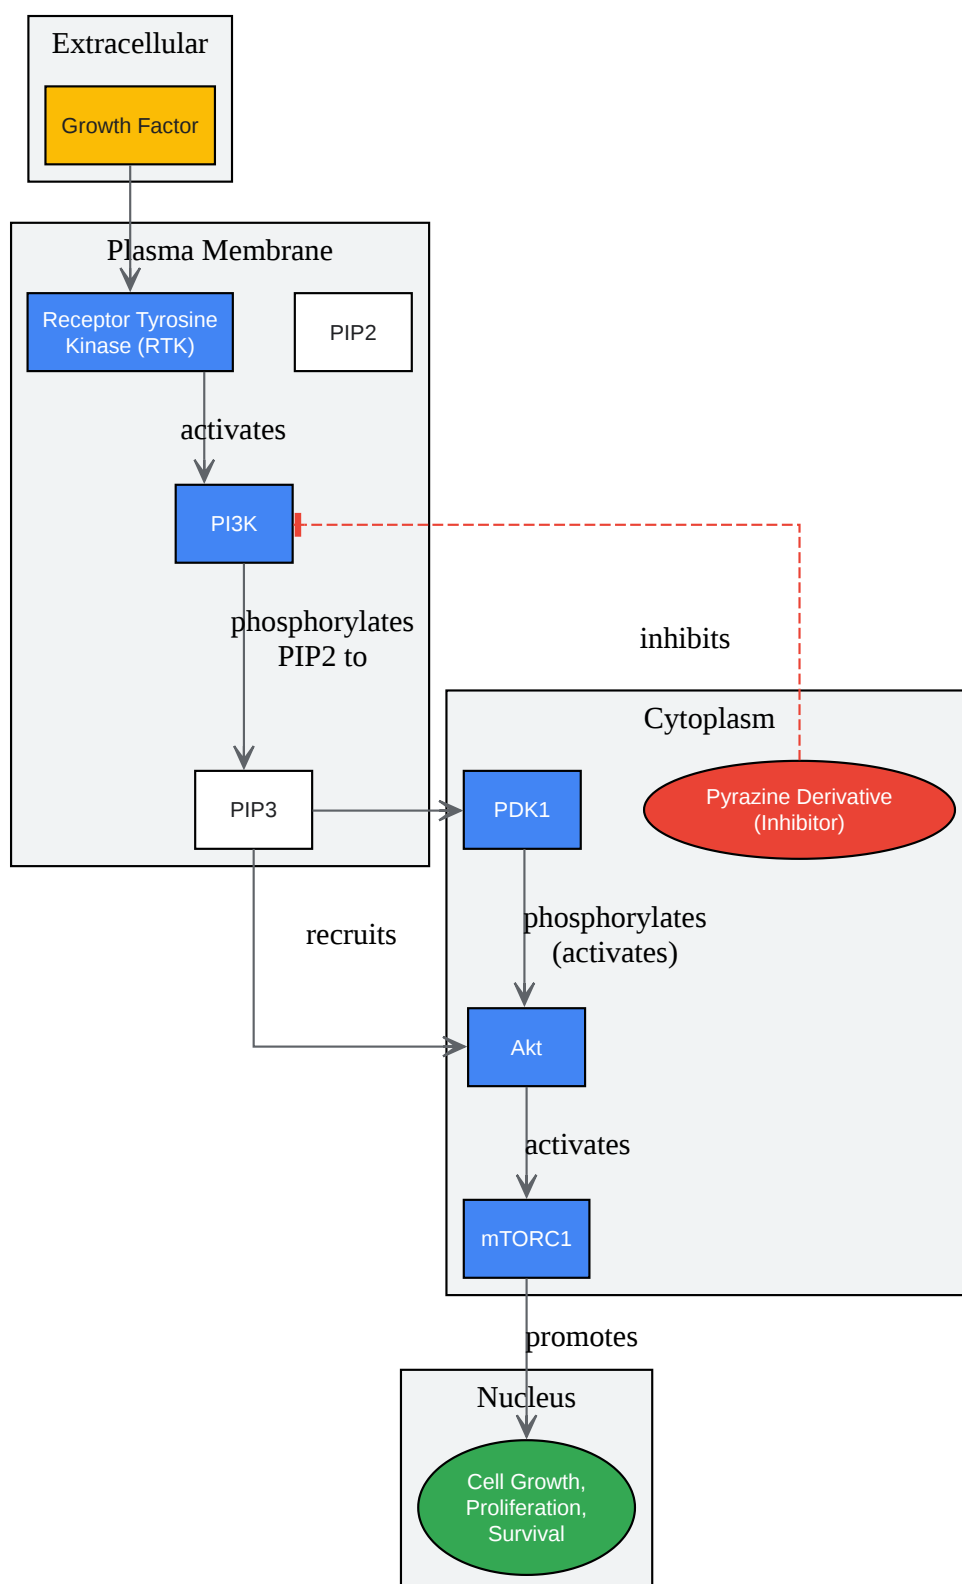 Extracellular
Growth Factor
Plasma Membrane
Receptor Tyrosine
Kinase (RTK)
PIP2
activates
PI3K
phosphorylates
PIP2 to
inhibits
Cytoplasm
PIP3
PDK1
Pyrazine Derivative
(Inhibitor)
recruits
phosphorylates
(activates)
Akt
activates
mTORC1
promotes
Nucleus
Cell Growth,
Proliferation,
Survival